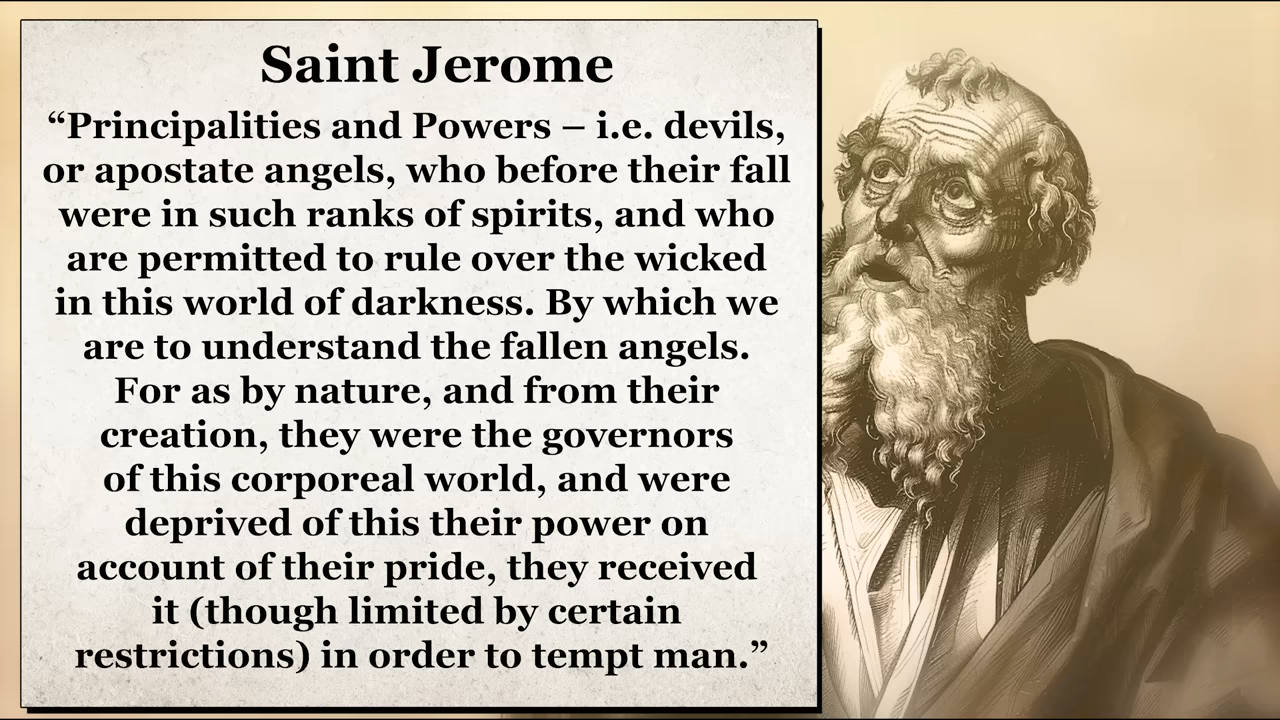 Saint Jerome
“Principalities and Powers – i.e. devils,
or apostate angels, who before their fall
were in such ranks of spirits, and who
are permitted to rule over the wicked
in this world of darkness. By which we
are to understand the fallen angels.
For as by nature, and from their
creation, they were the governors
of this corporeal world, and were
deprived of this their power on
account of their pride, they received
it (though limited by certain
restrictions) in order to tempt man.”